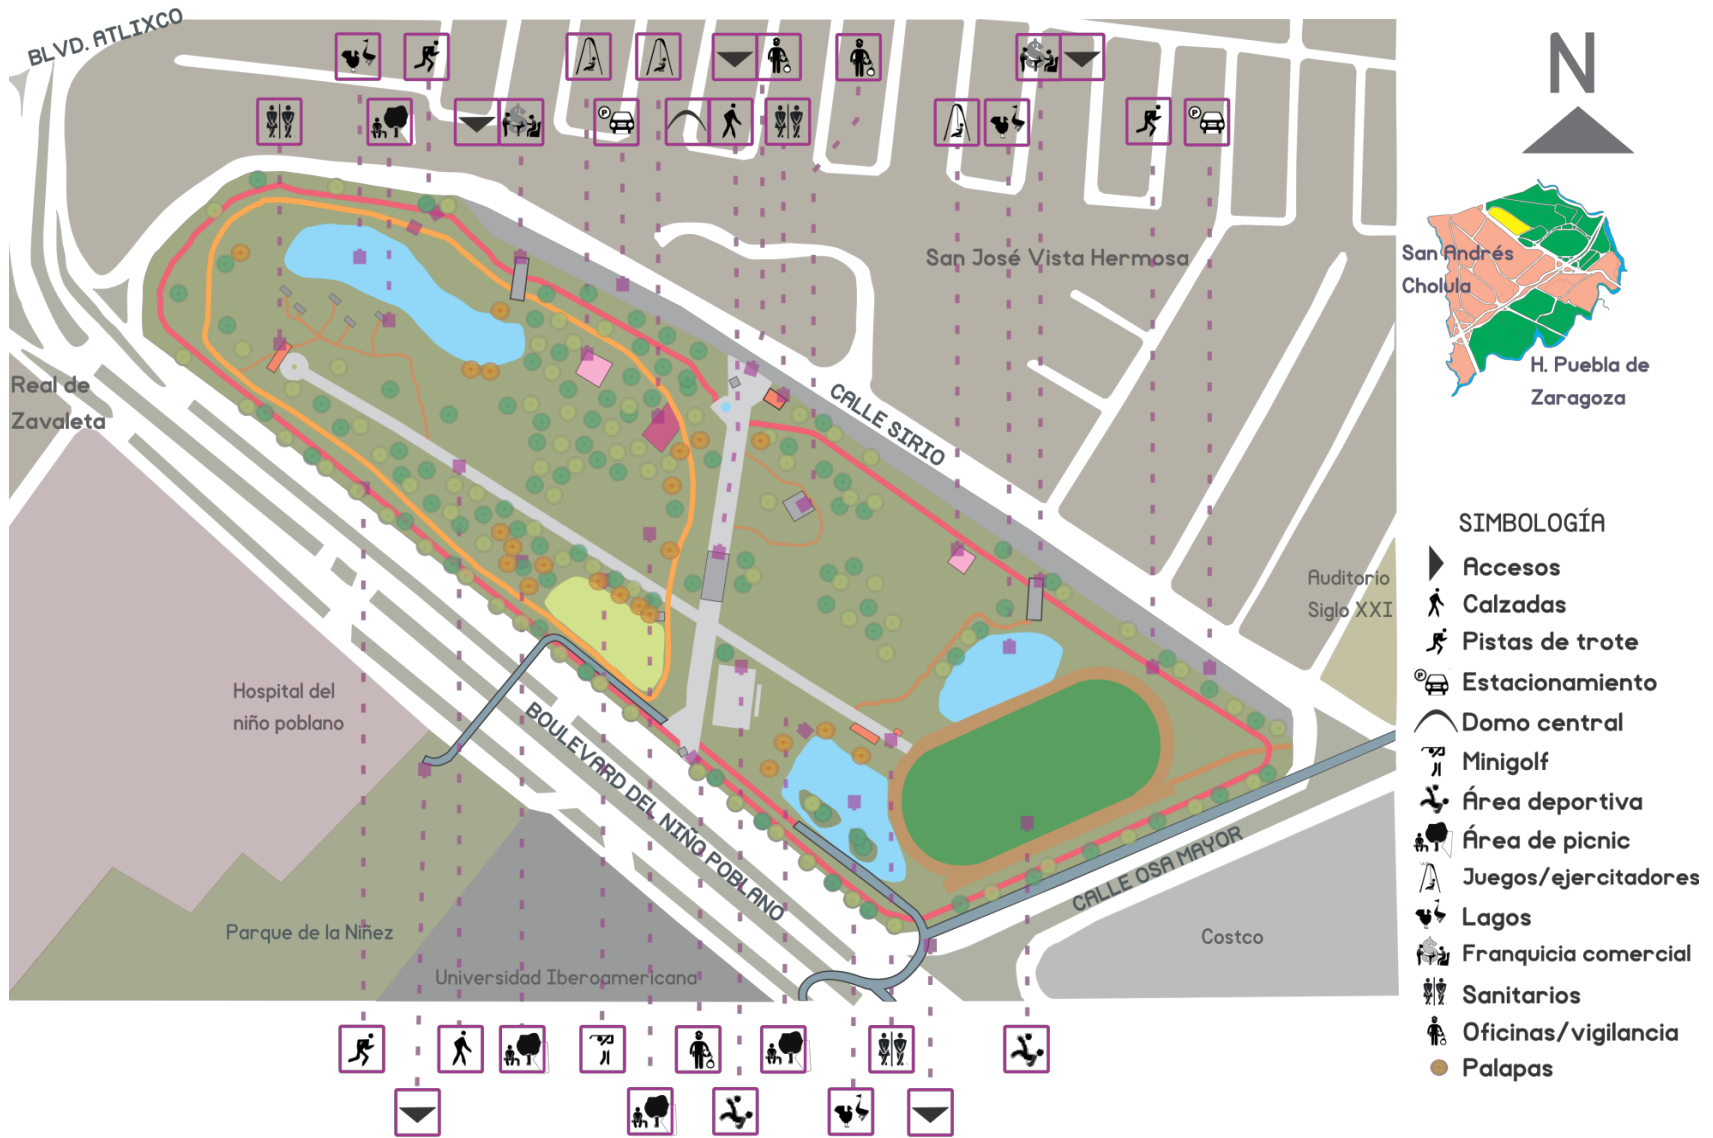 BLVD. ATLIXCO
N
San José Vista Hermosa
San Andrés
Cholula
H. Puebla de
Zaragoza
Real de
Zavaleta
CALLE SIRIO
Auditorio
Siglo XXI
Hospital del
niño poblano
BOULEVARD DEL NIÑO POBLANO
CALLE OSA MAYOR
Parque de la Niñez
Universidad Iberoamericana
Costco
SIMBOLOGÍA
Accesos
Calzadas
Pistas de trote
P
Estacionamiento
Domo central
Minigolf
Área deportiva
Área de picnic
Juegos/ejercitadores
Lagos
Franquicia comercial
Sanitarios
Oficinas/vigilancia
Palapas